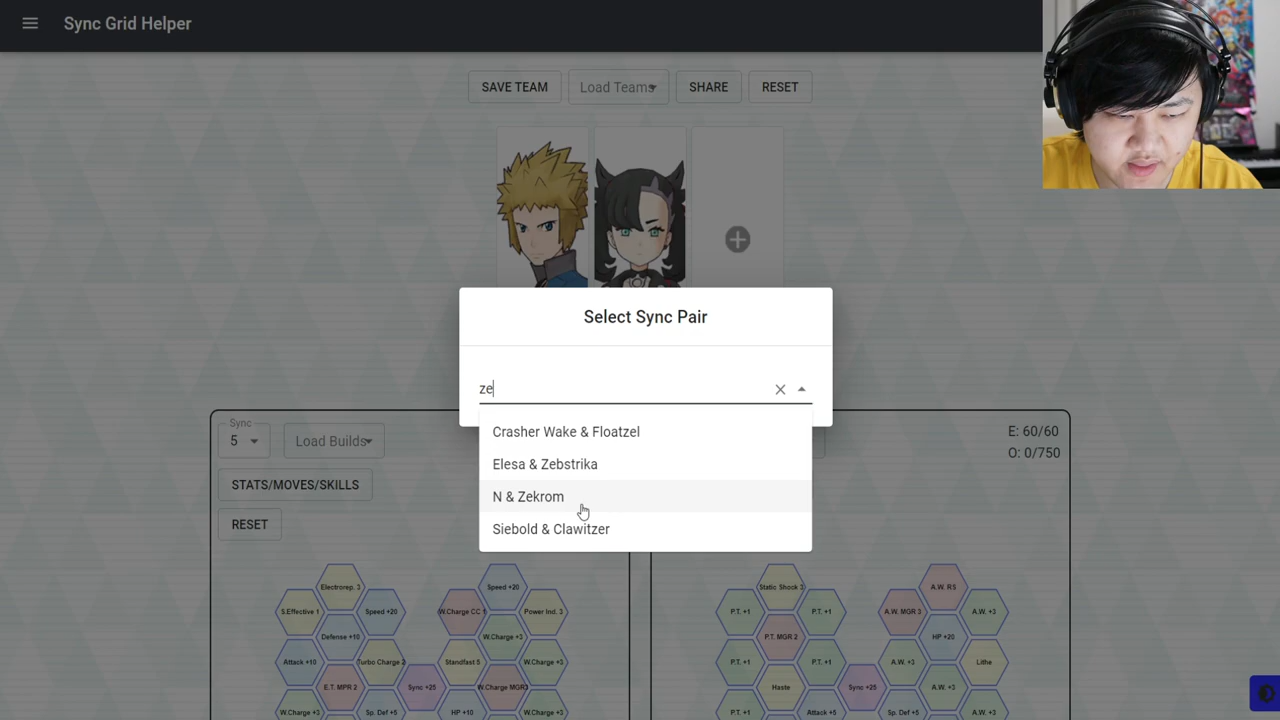 Sync Grid Helper
SAVE TEAM
Load Teams
SHARE
RESET
Select Sync Pair
ze
Crasher Wake & Floatzel
Elesa & Zebstrika
N & Zekrom
Siebold & Clawitzer
Sync
5
Load Builds
STATS/MOVES/SKILLS
RESET
E: 60/60
O: 0/750
Electrorep. 3
Speed +20
S.Effective 1
Speed +20
W.Charge CC 1
Power Ind. 3
Defense +10
W.Charge +3
Attack +10
Turbo Charge 2
Standfast 5
W.Charge +3
E.T. MPR 2
Sync +25
W.Charge MGR3
W.Charge +3
Sp. Def +5
HP +10
W.Charge +3
Static Shock 3
A.W. RS
P.T. +1
P.T. +1
A.W. MGR 3
A.W. +3
P.T. MGR 2
HP +20
P.T. +1
P.T. +1
A.W. +3
Lithe
Haste
Sync +25
A.W. +3
P.T. +1
Attack +5
Sp. Def +5
A.W. +3